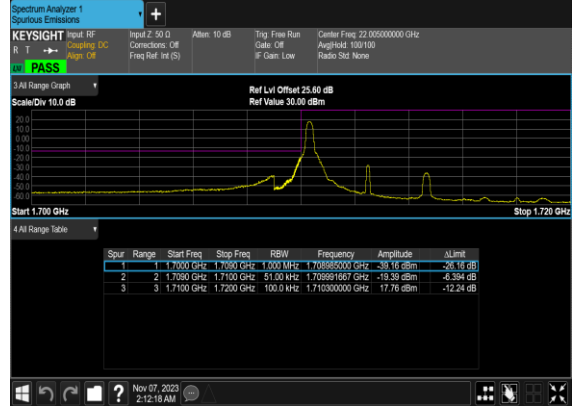 Spectrum Analyzer 1
Spurious Emissions
KEYSIGHT Input: RF Input Z: 50 Ω Atten: 10 dB Trig: Free Run Center Freq: 22.005000000 GHz
R T Coupling: DC Corrections: Off Gate: Off Avg|Hold: 100/100
Align: Off Freq Ref: Int (S) IF Gain: Low Radio Std: None
PASS
3 All Range Graph
Ref Lvl Offset 25.60 dB
Scale/Div 10.0 dB Ref Value 30.00 dBm
20.0
10.0
0.00
-10.0
-20.0
-30.0
-40.0
-50.0
-60.0
Start 1.700 GHz Stop 1.720 GHz
4 All Range Table
Spur Range Start Freq Stop Freq RBW Frequency Amplitude ΔLimit
1 1 1.7000 GHz 1.7090 GHz 1.000 MHz 1.708985000 GHz -39.16 dBm -26.16 dB
2 2 1.7090 GHz 1.7100 GHz 51.00 kHz 1.709991667 GHz -19.39 dBm -6.394 dB
3 3 1.7100 GHz 1.7200 GHz 100.0 kHz 1.710300000 GHz 17.76 dBm -12.24 dB
Nov 07, 2023
2:12:18 AM